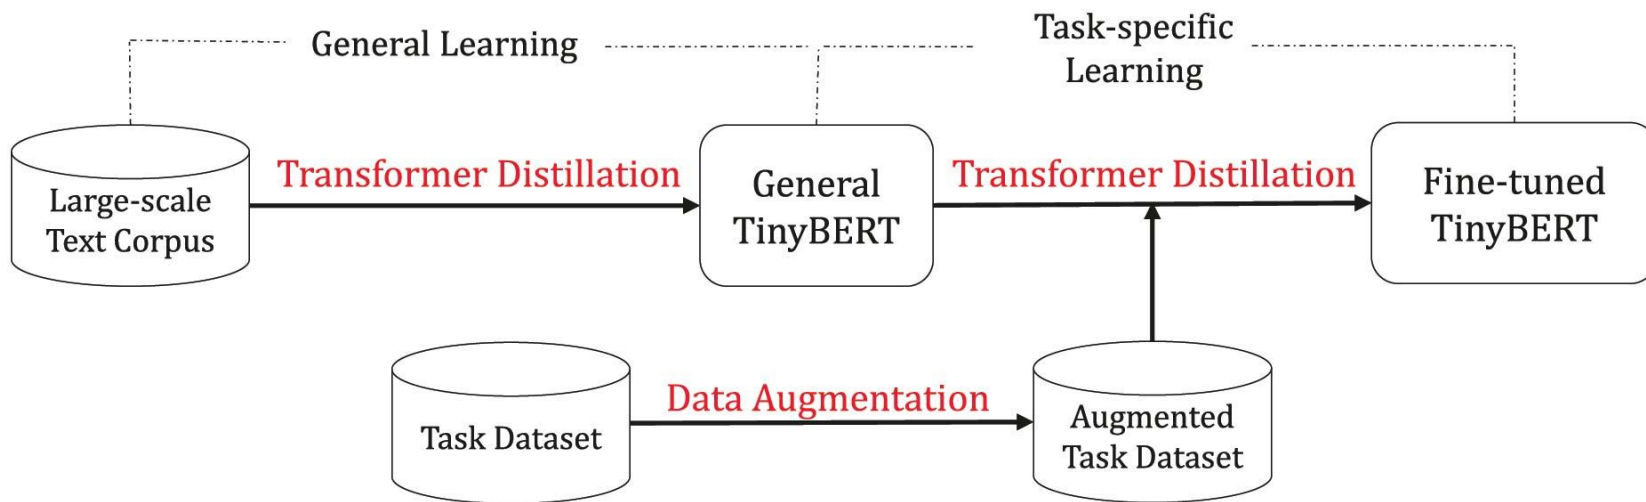 General Learning
Task-specific
Learning
Large-scale
Text Corpus
Transformer Distillation
General
TinyBERT
Transformer Distillation
Fine-tuned
TinyBERT
Task Dataset
Data Augmentation
Augmented
Task Dataset